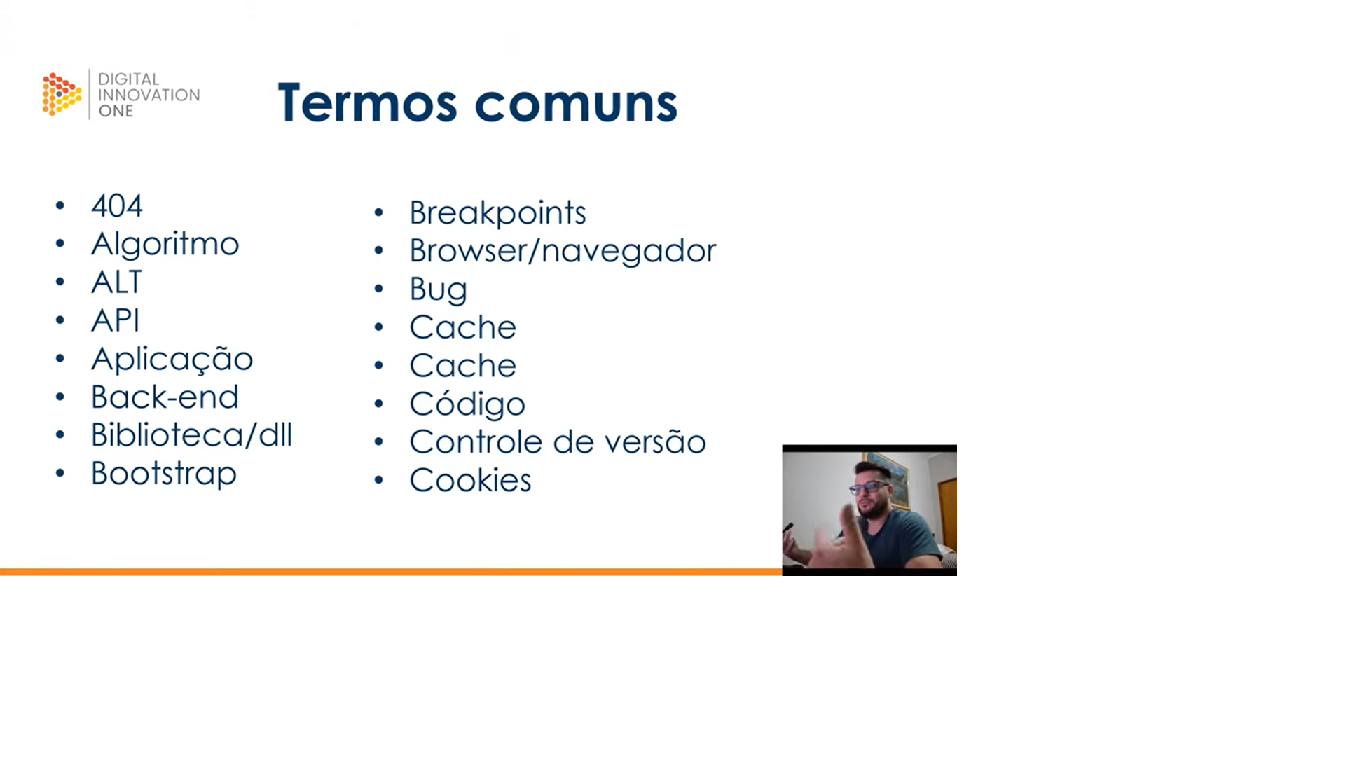 DIGITAL
INNOVATION
ONE
Termos comuns
• 404
• Algoritmo
• ALT
• API
• Aplicação
• Back-end
• Biblioteca/dll
• Bootstrap
• Breakpoints
• Browser/navegador
• Bug
• Cache
• Cache
• Código
• Controle de versão
• Cookies